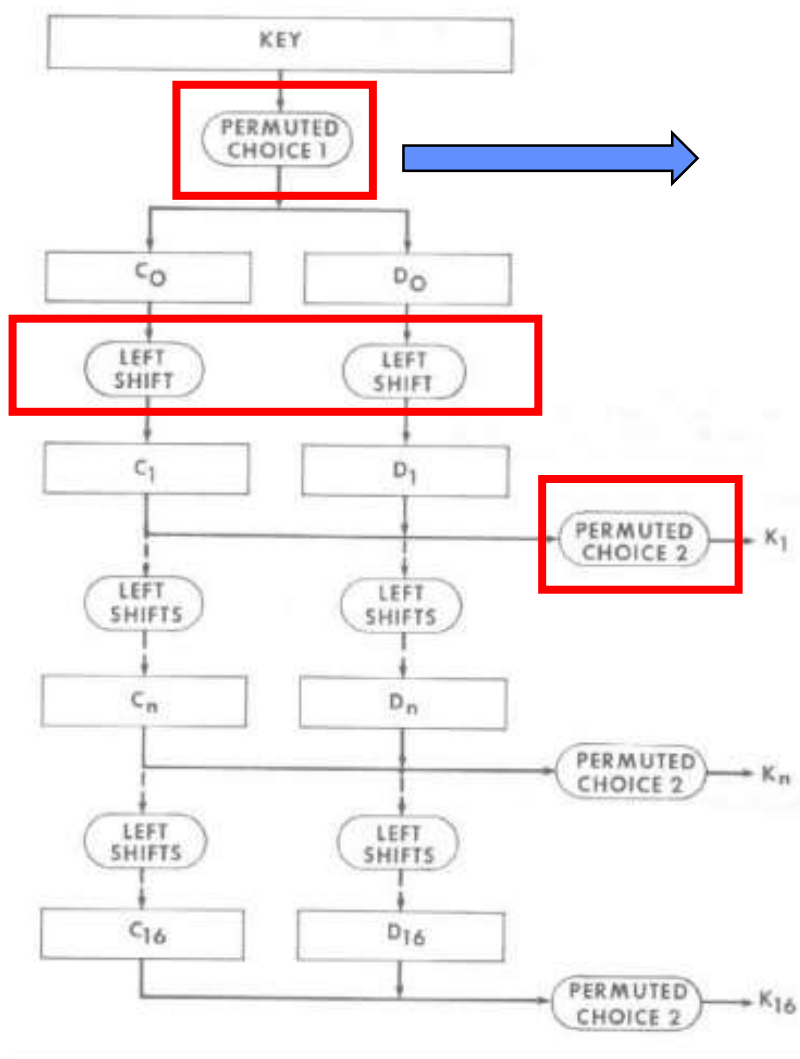 KEY
PERMUTED
CHOICE 1
C0 D0
LEFT
SHIFT
LEFT
SHIFT
C1 D1
PERMUTED
CHOICE 2
K1
LEFT
SHIFTS
LEFT
SHIFTS
Cn Dn
PERMUTED
CHOICE 2
Kn
LEFT
SHIFTS
LEFT
SHIFTS
C16 D16
PERMUTED
CHOICE 2
K16